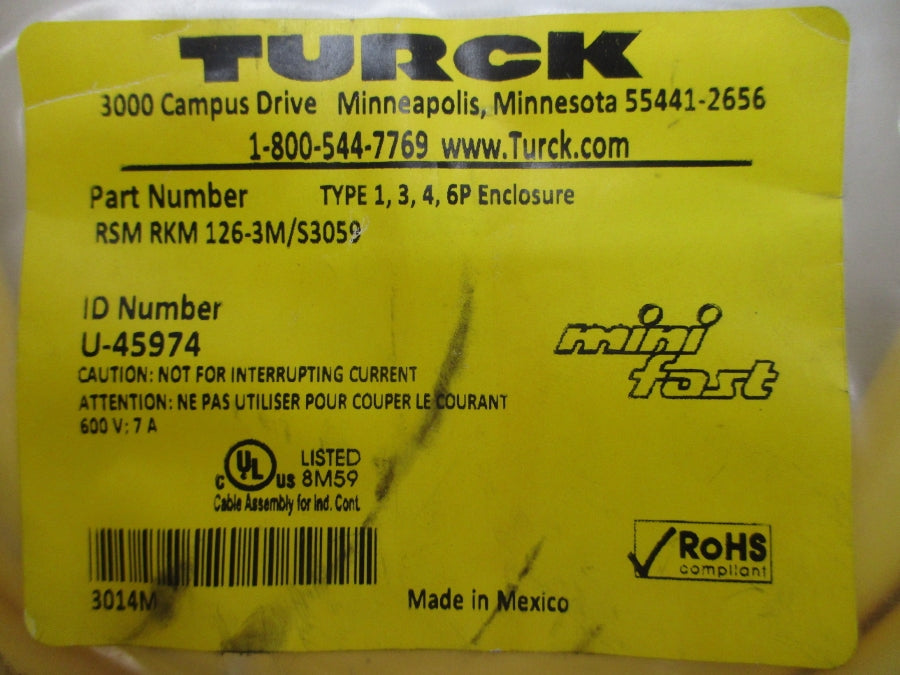 TURCK
3000 Campus Drive Minneapolis, Minnesota 55441-2656
1-800-544-7769 www.Turck.com
Part Number TYPE 1, 3, 4, 6P Enclosure
RSM RKM 126-3M/S3059
ID Number
U-45974
mini
fast
CAUTION: NOT FOR INTERRUPTING CURRENT
ATTENTION: NE PAS UTILISER POUR COUPER LE COURANT
600 V; 7 A
c UL us LISTED
8M59
Cable Assembly for Ind. Cont.
RoHS
compliant
3014M
Made in Mexico